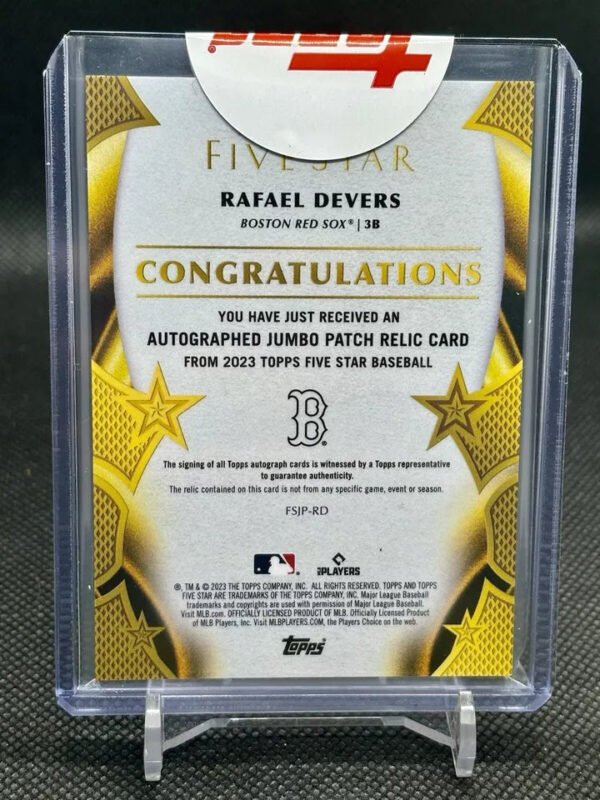 Topps
FIVE STAR
RAFAEL DEVERS
BOSTON RED SOX® | 3B
CONGRATULATIONS
YOU HAVE JUST RECEIVED AN
AUTOGRAPHED JUMBO PATCH RELIC CARD
FROM 2023 TOPPS FIVE STAR BASEBALL
B®
The signing of all Topps autograph cards is witnessed by a Topps representative
to guarantee authenticity.
The relic contained on this card is not from any specific game, event or season.
FSJP-RD
MLB PLAYERS
®, TM & © 2023 THE TOPPS COMPANY, INC. ALL RIGHTS RESERVED. TOPPS AND TOPPS
FIVE STAR ARE TRADEMARKS OF THE TOPPS COMPANY, INC. Major League Baseball
trademarks and copyrights are used with permission of Major League Baseball.
Visit MLB.com. OFFICIALLY LICENSED PRODUCT OF MLB. Officially Licensed Product
of MLB Players, Inc. Visit MLBPLAYERS.COM, the Players Choice on the web.
topps®